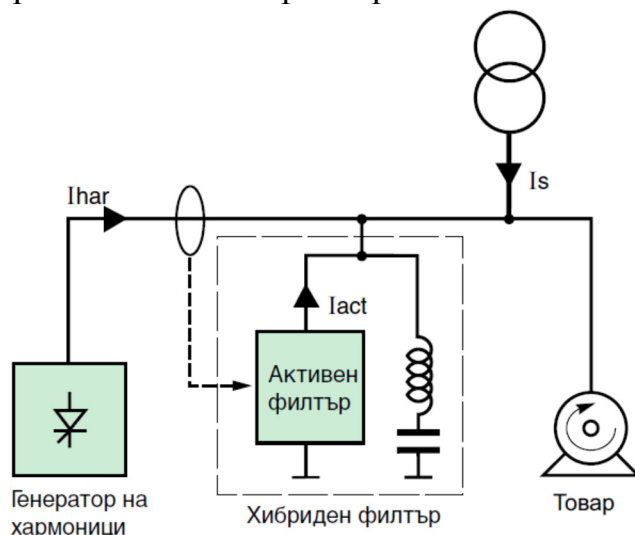 Is
Ihar
Iact
Активен
филтър
Генератор на
хармоници
Хибриден филтър
Товар